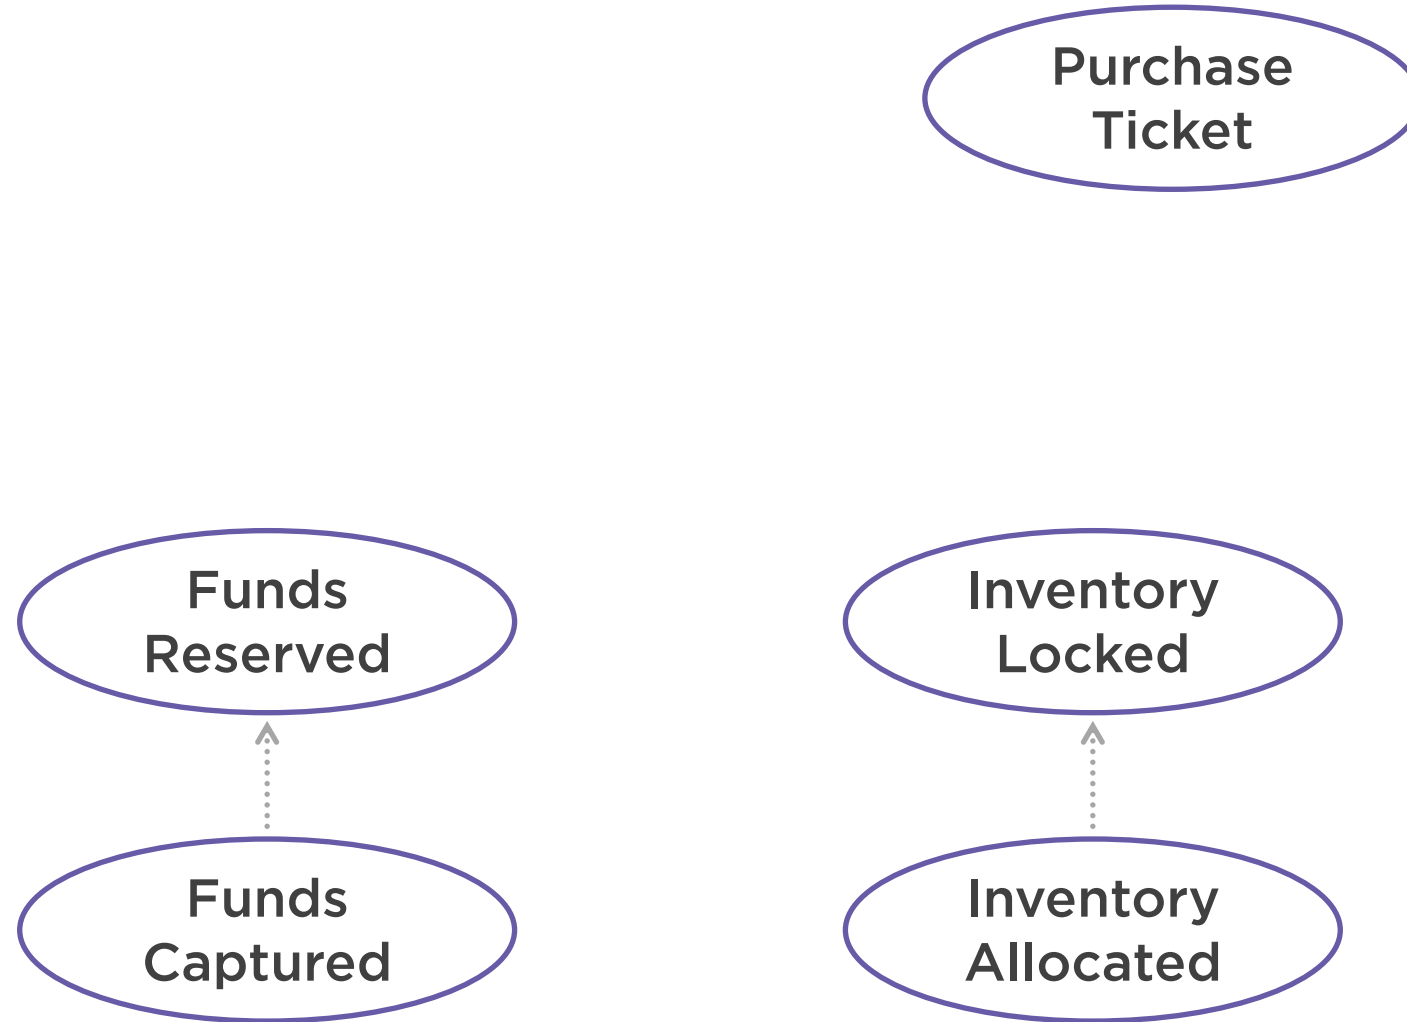 Purchase
Ticket
Funds
Reserved
Inventory
Locked
Funds
Captured
Inventory
Allocated